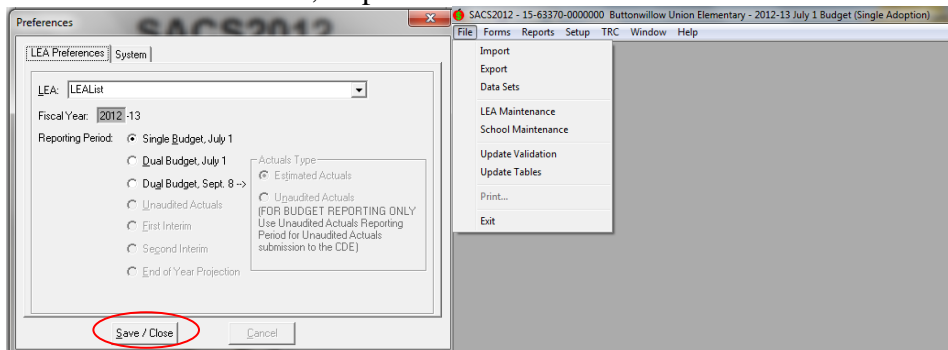 Preferences
SACS2012
LEA Preferences
System
LEA: LEAList
Fiscal Year: 2012 -13
Reporting Period: Single Budget, July 1
Dual Budget, July 1
Dual Budget, Sept. 8 -->
Unaudited Actuals
First Interim
Second Interim
End of Year Projection
Actuals Type
Estimated Actuals
Unaudited Actuals
(FOR BUDGET REPORTING ONLY
Use Unaudited Actuals Reporting
Period for Unaudited Actuals
submission to the CDE)
Save / Close
Cancel
SACS2012 - 15-63370-0000000 Buttonwillow Union Elementary - 2012-13 July 1 Budget (Single Adoption)
File Forms Reports Setup TRC Window Help
Import
Export
Data Sets
LEA Maintenance
School Maintenance
Update Validation
Update Tables
Print...
Exit